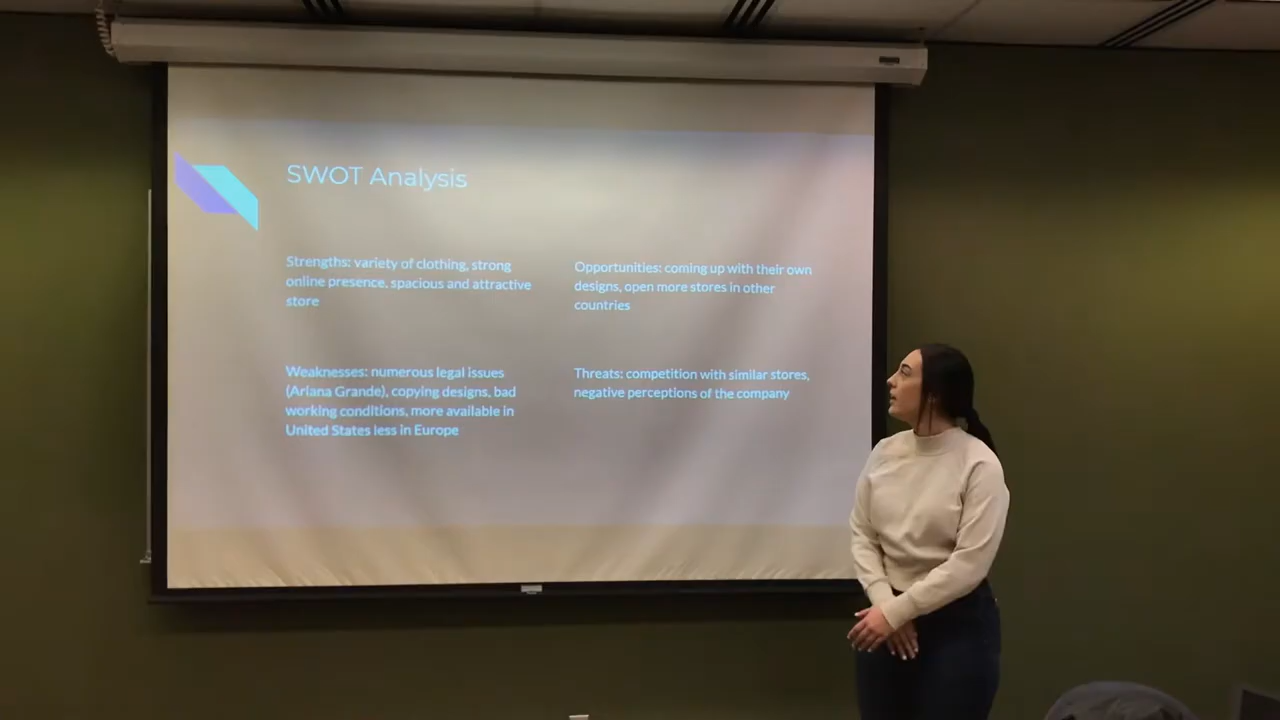 SWOT Analysis
Strengths: variety of clothing, strong
online presence, spacious and attractive
store
Opportunities: coming up with their own
designs, open more stores in other
countries
Weaknesses: numerous legal issues
(Ariana Grande), copying designs, bad
working conditions, more available in
United States less in Europe
Threats: competition with similar stores,
negative perceptions of the company